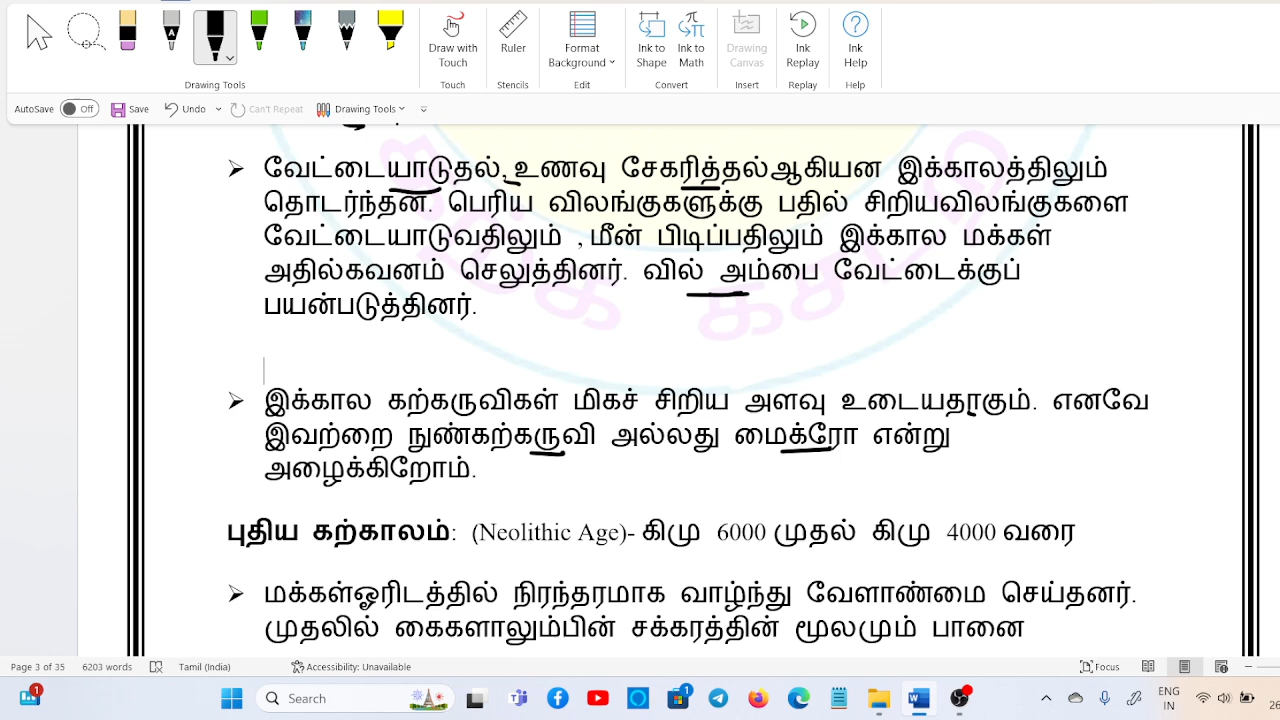 Draw with Touch
Ruler
Format Background
Ink to Shape
Ink to Math
Drawing Canvas
Ink Replay
Ink Help
Drawing Tools
Touch
Stencils
Edit
Convert
Insert
Replay
Help
AutoSave Off Save Undo Can't Repeat Drawing Tools
வேட்டையாடுதல்,உணவு சேகரித்தல்ஆகியன இக்காலத்திலும்
தொடர்ந்தன. பெரிய விலங்குகளுக்கு பதில் சிறியவிலங்குகளை
வேட்டையாடுவதிலும் ,மீன் பிடிப்பதிலும் இக்கால மக்கள்
அதில்கவனம் செலுத்தினர். வில் அம்பை வேட்டைக்குப்
பயன்படுத்தினர்.
இக்கால கற்கருவிகள் மிகச் சிறிய அளவு உடையதாகும். எனவே
இவற்றை நுண்கற்கருவி அல்லது மைக்ரோ என்று
அழைக்கிறோம்.
புதிய கற்காலம்: (Neolithic Age)- கிமு 6000 முதல் கிமு 4000 வரை
மக்கள்ஓரிடத்தில் நிரந்தரமாக வாழ்ந்து வேளாண்மை செய்தனர்.
முதலில் கைகளாலும்பின் சக்கரத்தின் மூலமும் பானை
Page 3 of 35 6203 words Tamil (India) Accessibility: Unavailable Focus
1 Search 1 ENG
IN 26